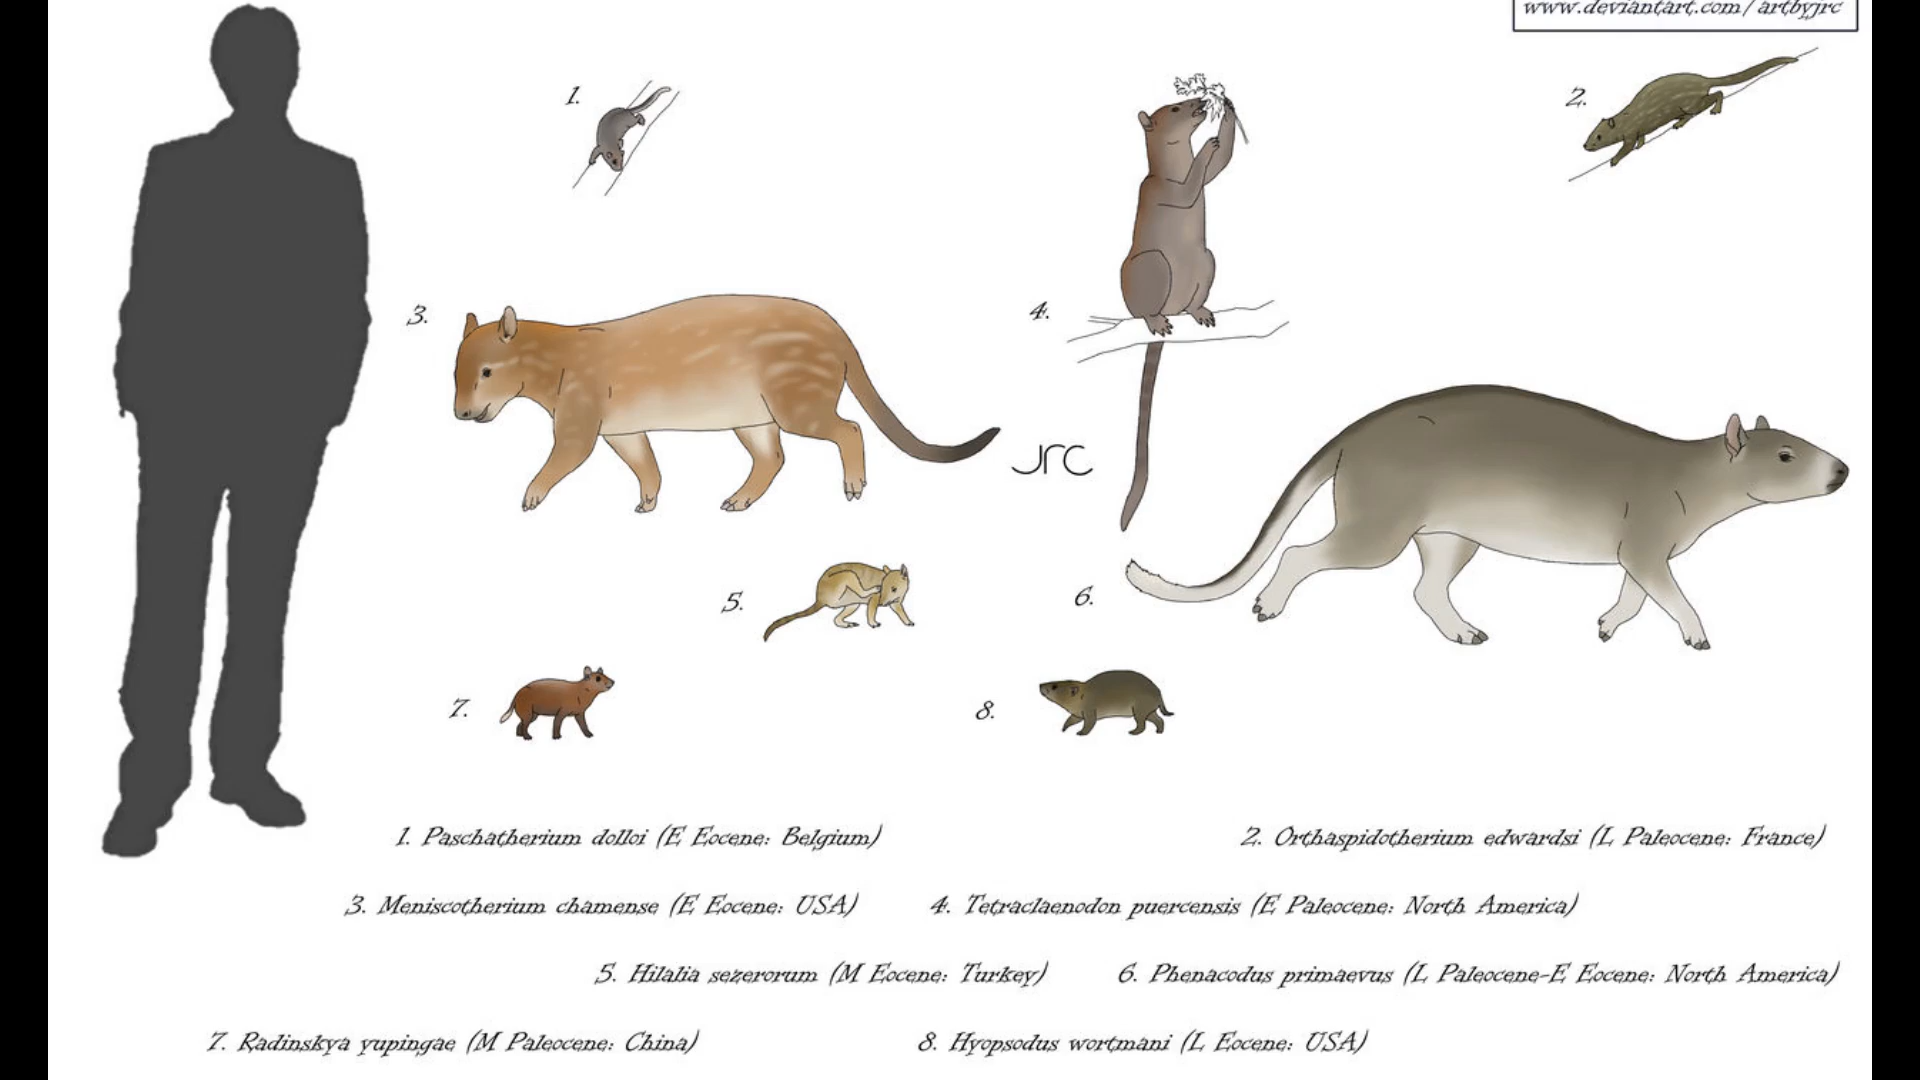 www.deviantart.com/artbyjrc
1.
2.
3.
4.
JrC
5.
6.
7.
8.
1. Paschatherium dolloi (E Eocene: Belgium)
2. Orthaspidotherium edwardsi (L Paleocene: France)
3. Meniscotherium chamense (E Eocene: USA)
4. Tetraclaenodon puercensis (E Paleocene: North America)
5. Hilalia sezerorum (M Eocene: Turkey)
6. Phenacodus primaevus (L Paleocene-E Eocene: North America)
7. Radinskya yupingae (M Paleocene: China)
8. Hyopsodus wortmani (L Eocene: USA)